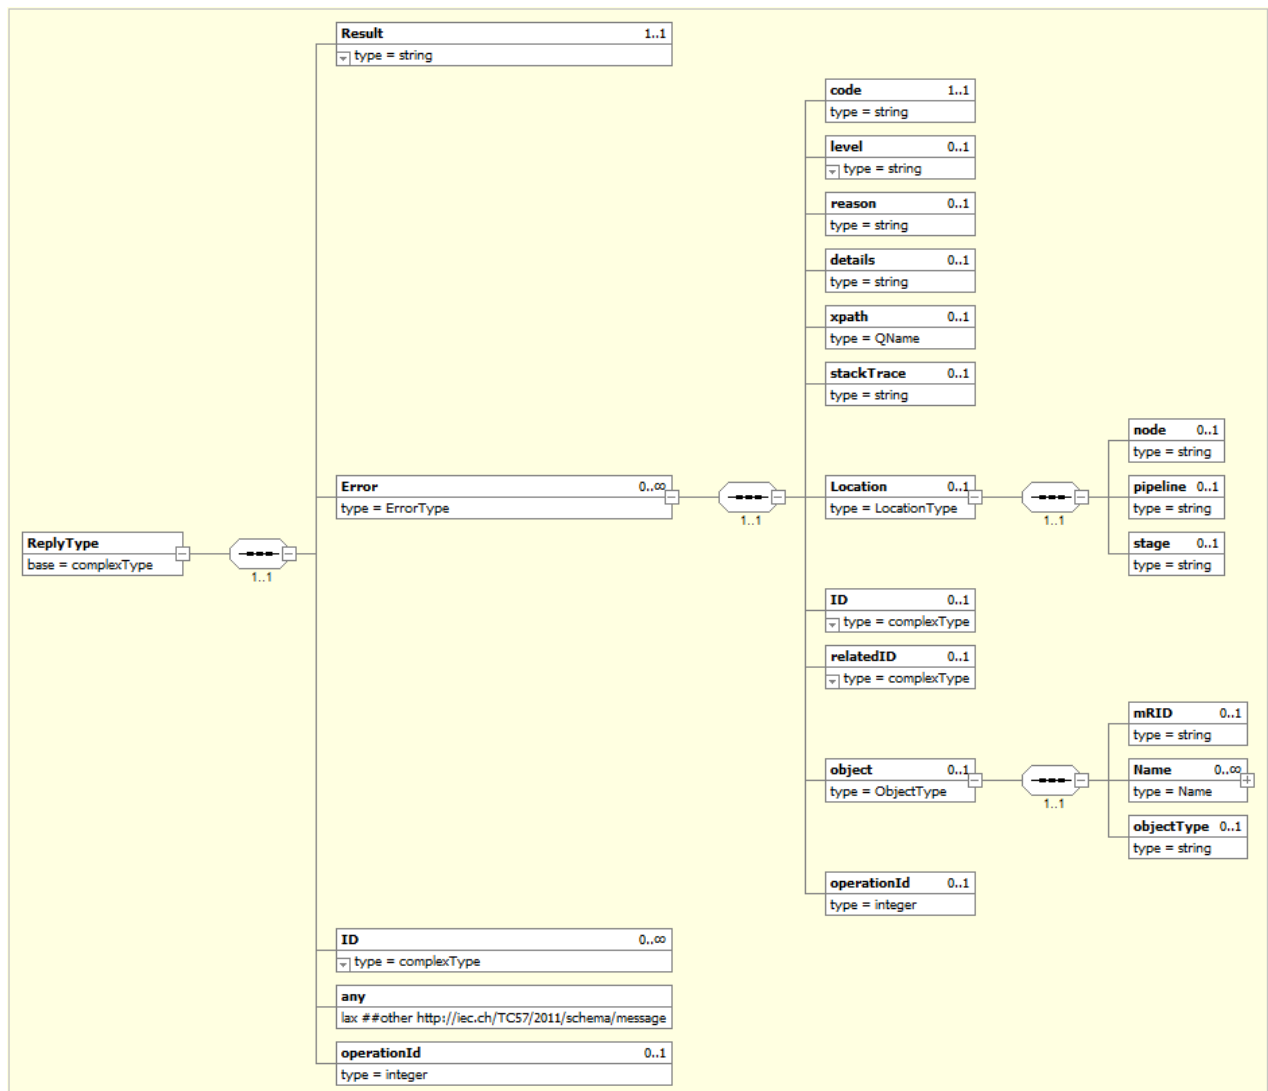 Result 1..1
type = string
code 1..1
type = string
level 0..1
type = string
reason 0..1
type = string
details 0..1
type = string
xpath 0..1
type = QName
stackTrace 0..1
type = string
node 0..1
type = string
Error 0..∞
type = ErrorType
1..1
Location 0..1
type = LocationType
1..1
pipeline 0..1
type = string
ReplyType
base = complexType
1..1
stage 0..1
type = string
ID 0..1
type = complexType
relatedID 0..1
type = complexType
mRID 0..1
type = string
object 0..1
type = ObjectType
1..1
Name 0..∞
type = Name
objectType 0..1
type = string
operationId 0..1
type = integer
ID 0..∞
type = complexType
any
lax ##other http://iec.ch/TC57/2011/schema/message
operationId 0..1
type = integer